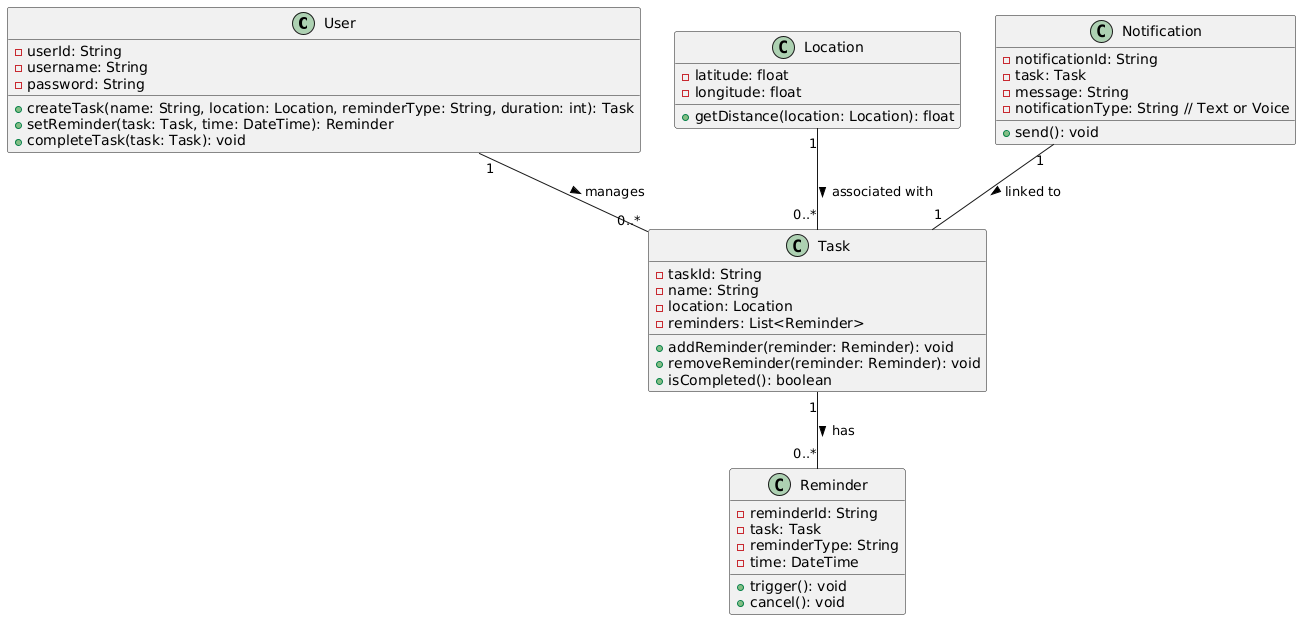 C User
userId: String
username: String
password: String
createTask(name: String, location: Location, reminderType: String, duration: int): Task
setReminder(task: Task, time: DateTime): Reminder
completeTask(task: Task): void
C Location
latitude: float
longitude: float
getDistance(location: Location): float
C Notification
notificationId: String
task: Task
message: String
notificationType: String // Text or Voice
send(): void
1
manages
0..*
1
associated with
0..*
1
linked to
1
C Task
taskId: String
name: String
location: Location
reminders: List<Reminder>
addReminder(reminder: Reminder): void
removeReminder(reminder: Reminder): void
isCompleted(): boolean
1
has
0..*
C Reminder
reminderId: String
task: Task
reminderType: String
time: DateTime
trigger(): void
cancel(): void